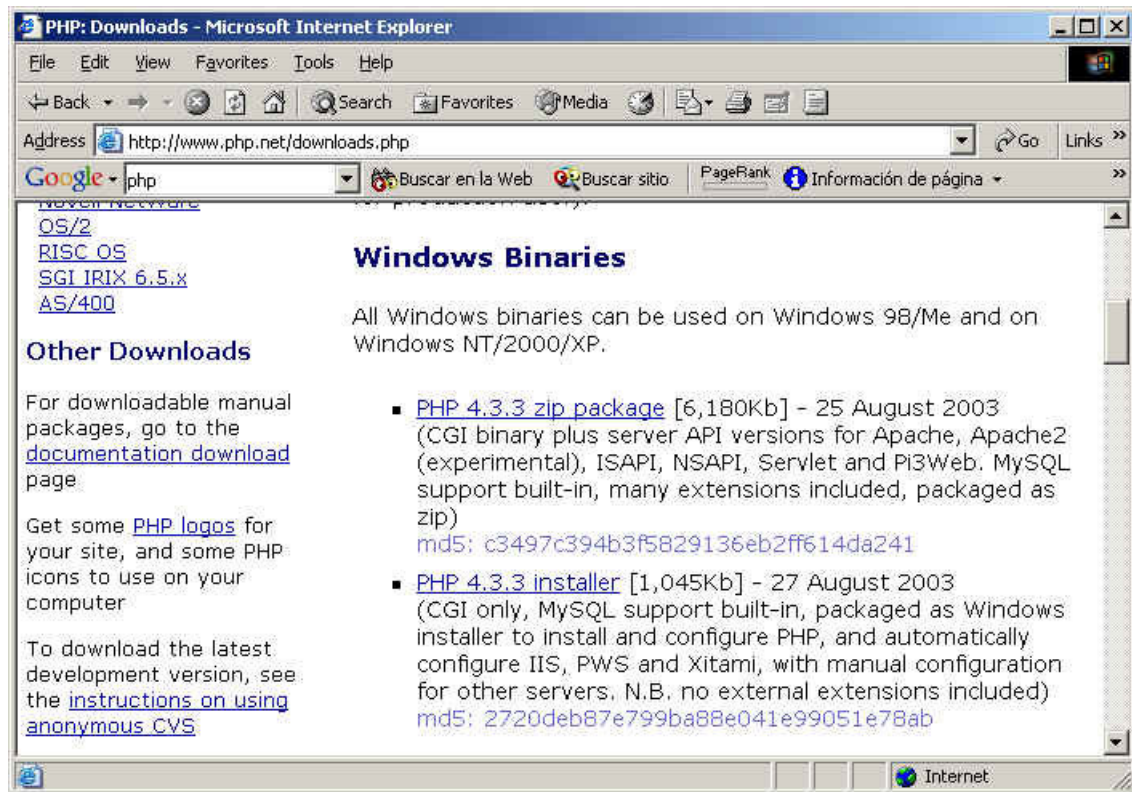 PHP: Downloads - Microsoft Internet Explorer
File Edit View Favorites Tools Help
Back Search Favorites Media
Address http://www.php.net/downloads.php Go Links »
Google php Buscar en la Web Buscar sitio PageRank Información de página »
Novell Netware
OS/2
RISC OS
SGI IRIX 6.5.x
AS/400
Other Downloads
For downloadable manual
packages, go to the
documentation download
page
Get some PHP logos for
your site, and some PHP
icons to use on your
computer
To download the latest
development version, see
the instructions on using
anonymous CVS
Windows Binaries
All Windows binaries can be used on Windows 98/Me and on
Windows NT/2000/XP.
PHP 4.3.3 zip package [6,180Kb] - 25 August 2003
(CGI binary plus server API versions for Apache, Apache2
(experimental), ISAPI, NSAPI, Servlet and Pi3Web. MySQL
support built-in, many extensions included, packaged as
zip)
md5: c3497c394b3f5829136eb2ff614da241
PHP 4.3.3 installer [1,045Kb] - 27 August 2003
(CGI only, MySQL support built-in, packaged as Windows
installer to install and configure PHP, and automatically
configure IIS, PWS and Xitami, with manual configuration
for other servers. N.B. no external extensions included)
md5: 2720deb87e799ba88e041e99051e78ab
Internet